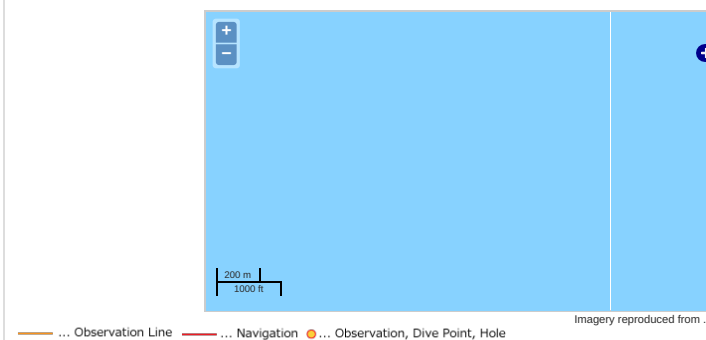 +
−
200 m
1000 ft
Imagery reproduced from .
... Observation Line ... Navigation ... Observation, Dive Point, Hole